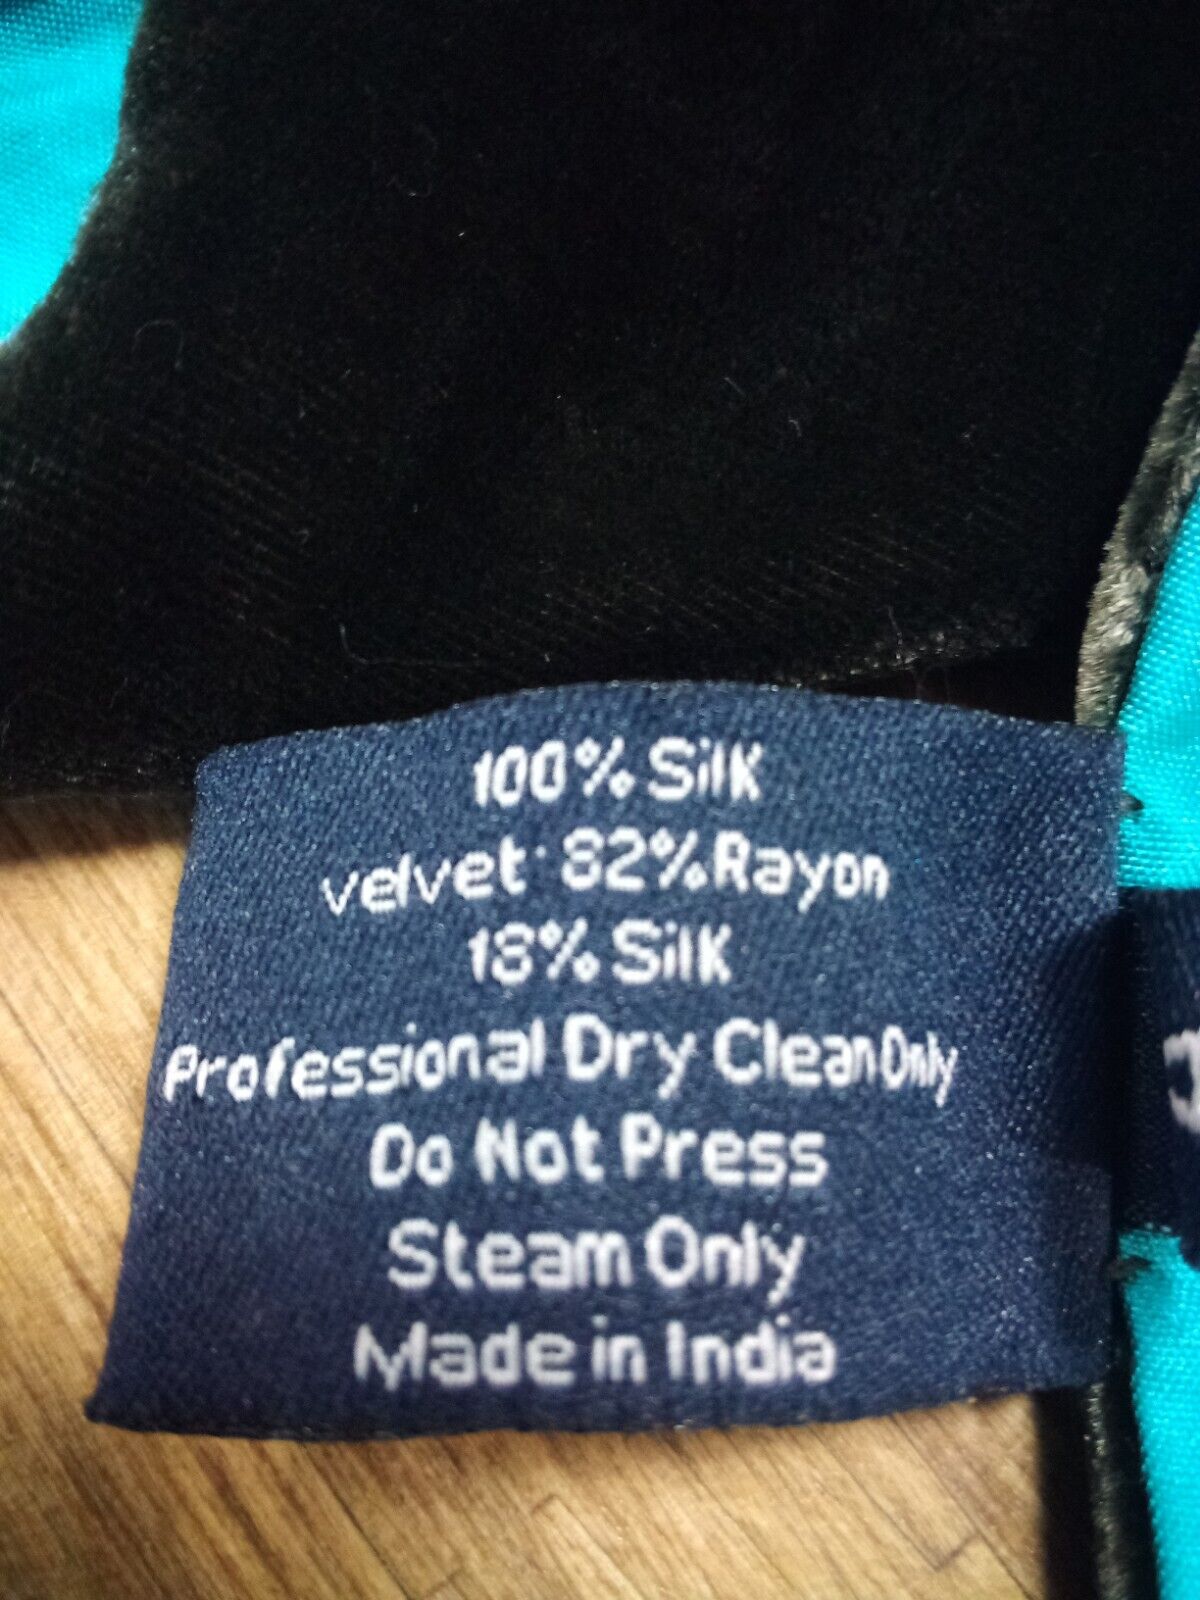 100% Silk
velvet 82% Rayon
18% Silk
Professional Dry Clean Only
Do Not Press
Steam Only
Made in India